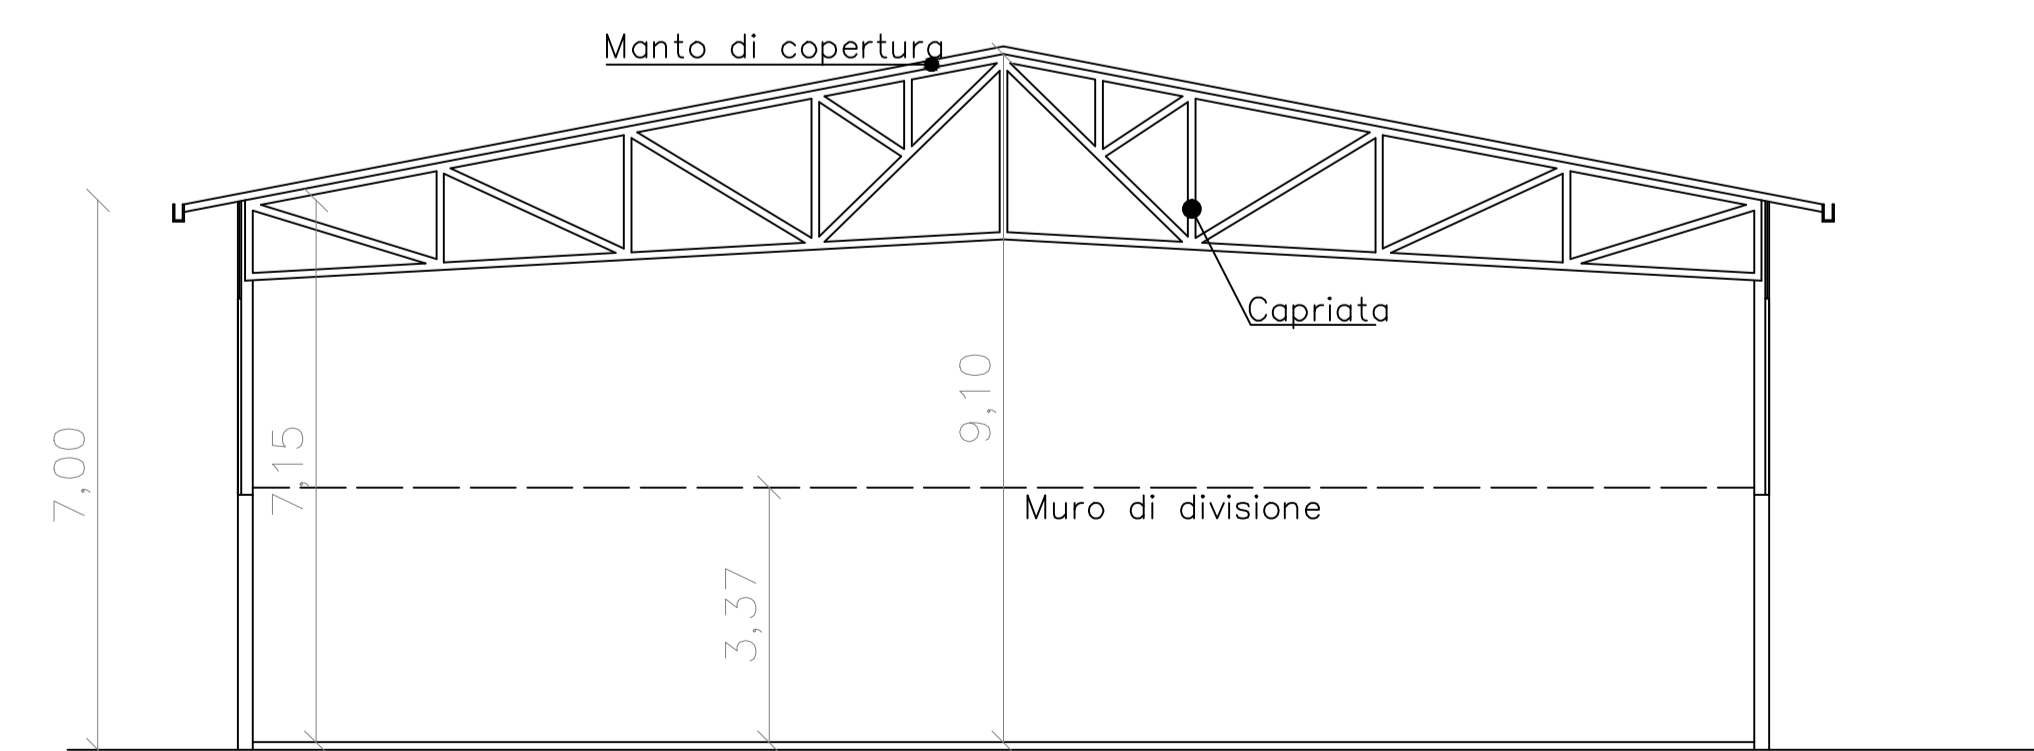 Manto di copertura
Capriata
9,10
7,00
7,15
Muro di divisione
3,37